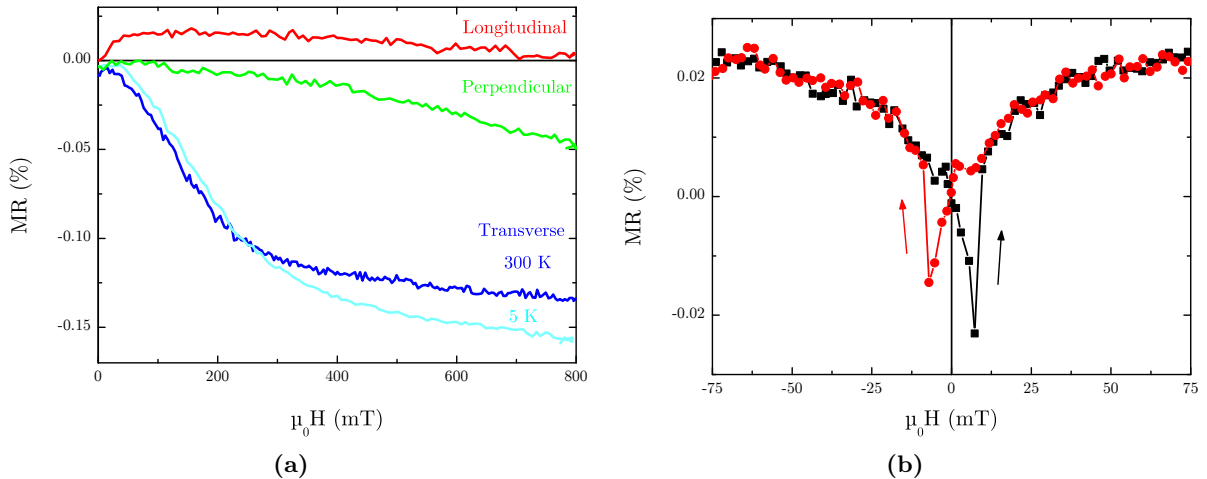 Longitudinal
0.00
Perpendicular
-0.05
MR (%)
-0.10
Transverse
300 K
5 K
-0.15
0
200
400
600
800
µ0H (mT)
(a)
0.02
0.00
MR (%)
-0.02
-75
-50
-25
0
25
50
75
µ0H (mT)
(b)